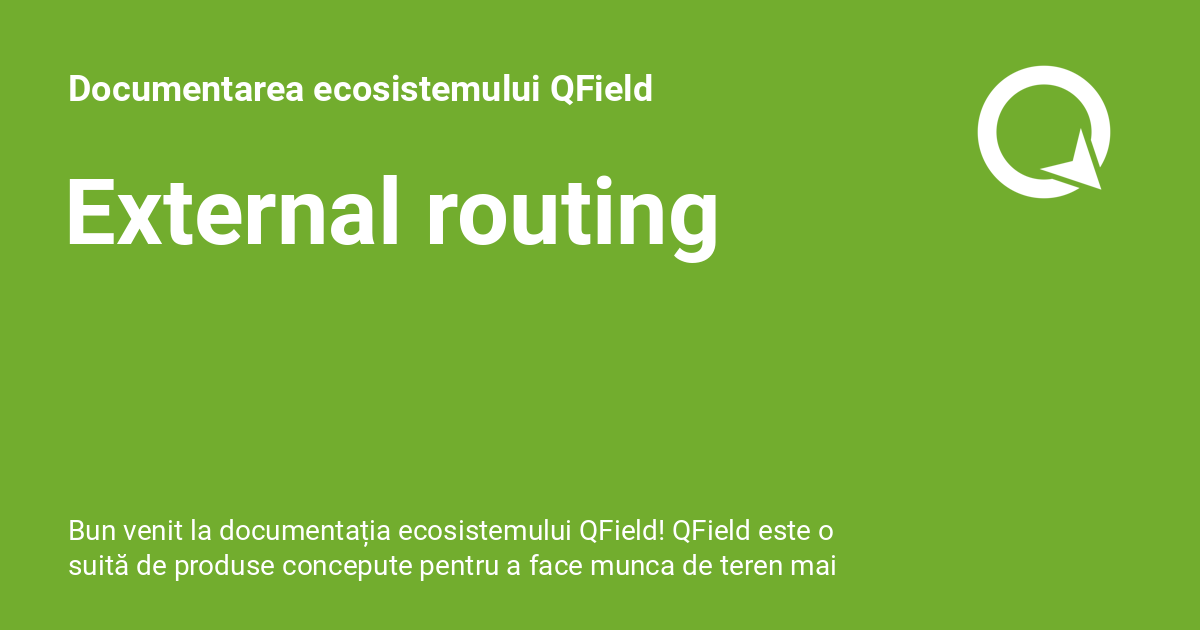 Documentarea ecosistemului QField
External routing
Bun venit la documentația ecosistemului QField! QField este o
suită de produse concepute pentru a face munca de teren mai